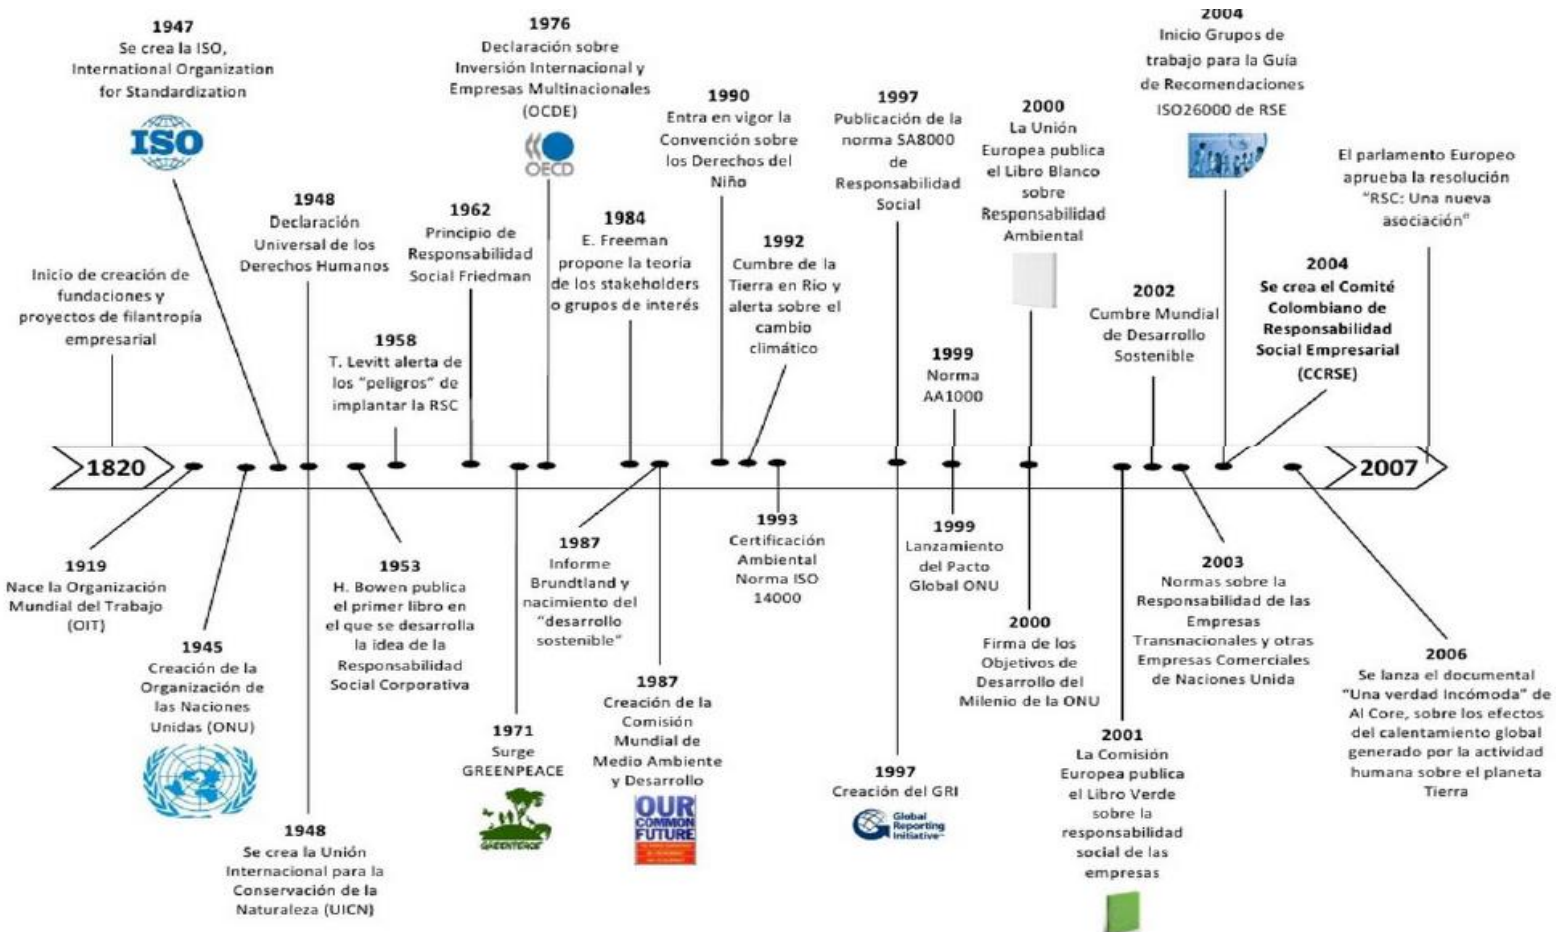 1947
Se crea la ISO,
International Organization
for Standardization
ISO
1976
Declaración sobre
Inversión Internacional y
Empresas Multinacionales
(OCDE)
OECD
2004
Inicio Grupos de
trabajo para la Guía
de Recomendaciones
ISO26000 de RSE
1990
Entra en vigor la
Convención sobre
los Derechos del
Niño
1997
Publicación de la
norma SA8000
de
Responsabilidad
Social
2000
La Unión
Europea publica
el Libro Blanco
sobre
Responsabilidad
Ambiental
El parlamento Europeo
aprueba la resolución
"RSC: Una nueva
asociación"
1948
Declaración
Universal de los
Derechos Humanos
1962
Principio de
Responsabilidad
Social Friedman
1984
E. Freeman
propone la teoría
de los stakeholders
o grupos de interés
1992
Cumbre de la
Tierra en Río y
alerta sobre el
cambio
climático
Inicio de creación de
fundaciones y
proyectos de filantropía
empresarial
2002
Cumbre Mundial
de Desarrollo
Sostenible
2004
Se crea el Comité
Colombiano de
Responsabilidad
Social Empresarial
(CCRSE)
1958
T. Levitt alerta de
los "peligros" de
implantar la RSC
1999
Norma
AA1000
1820
2007
1919
Nace la Organización
Mundial del Trabajo
(OIT)
1945
Creación de la
Organización de
las Naciones
Unidas (ONU)
1948
Se crea la Unión
Internacional para la
Conservación de la
Naturaleza (UICN)
1953
H. Bowen publica
el primer libro en
el que se desarrolla
la idea de la
Responsabilidad
Social Corporativa
1971
Surge
GREENPEACE
GREENPEACE
1987
Informe
Brundtland y
nacimiento del
"desarrollo
sostenible"
1987
Creación de la
Comisión
Mundial de
Medio Ambiente
y Desarrollo
OUR
COMMON
FUTURE
1993
Certificación
Ambiental
Norma ISO
14000
1997
Creación del GRI
Global
Reporting
Initiative™
1999
Lanzamiento
del Pacto
Global ONU
2000
Firma de los
Objetivos de
Desarrollo del
Milenio de la ONU
2001
La Comisión
Europea publica
el Libro Verde
sobre la
responsabilidad
social de las
empresas
2003
Normas sobre la
Responsabilidad de las
Empresas
Transnacionales y otras
Empresas Comerciales
de Naciones Unida
2006
Se lanza el documental
"Una verdad Incómoda" de
Al Core, sobre los efectos
del calentamiento global
generado por la actividad
humana sobre el planeta
Tierra